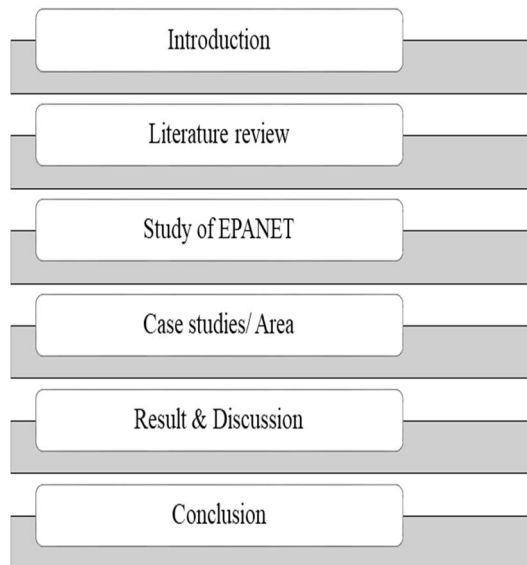 Introduction
Literature review
Study of EPANET
Case studies/ Area
Result & Discussion
Conclusion